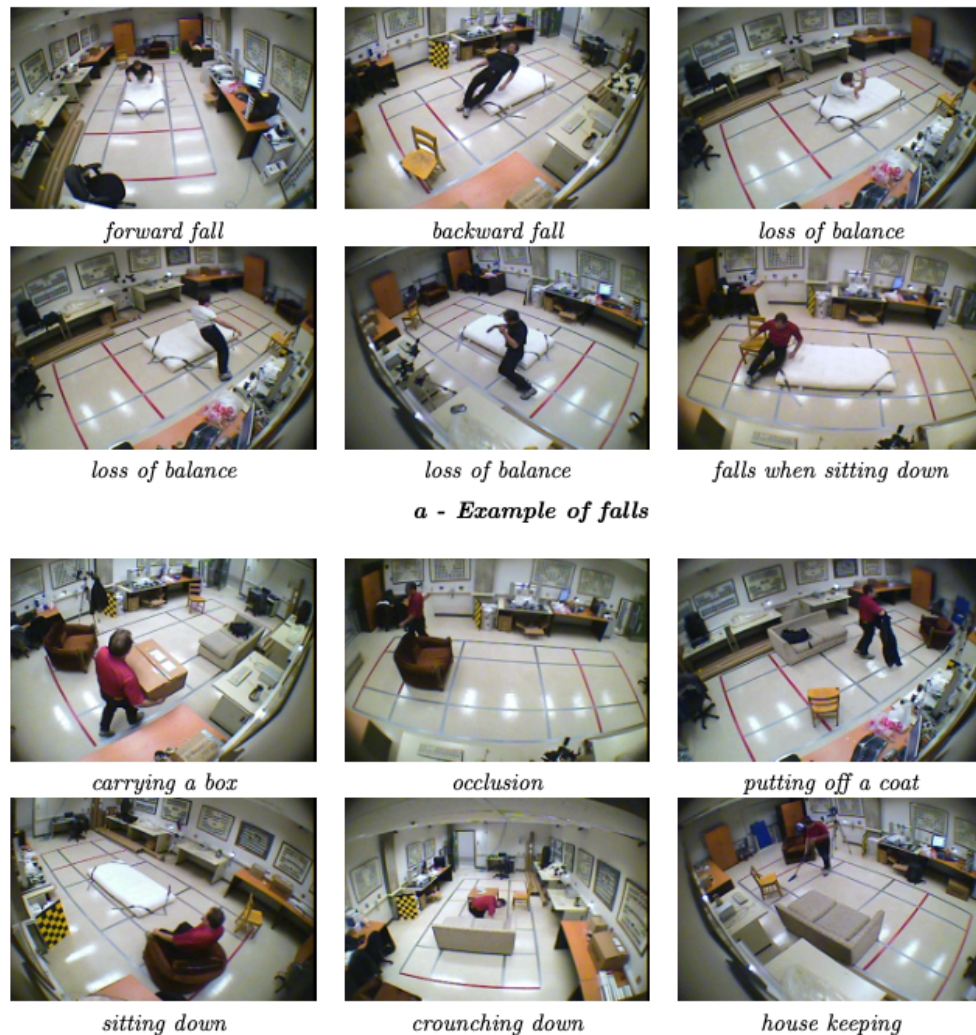 forward fall
backward fall
loss of balance
loss of balance
loss of balance
falls when sitting down
a - Example of falls
carrying a box
occlusion
putting off a coat
sitting down
crounching down
house keeping